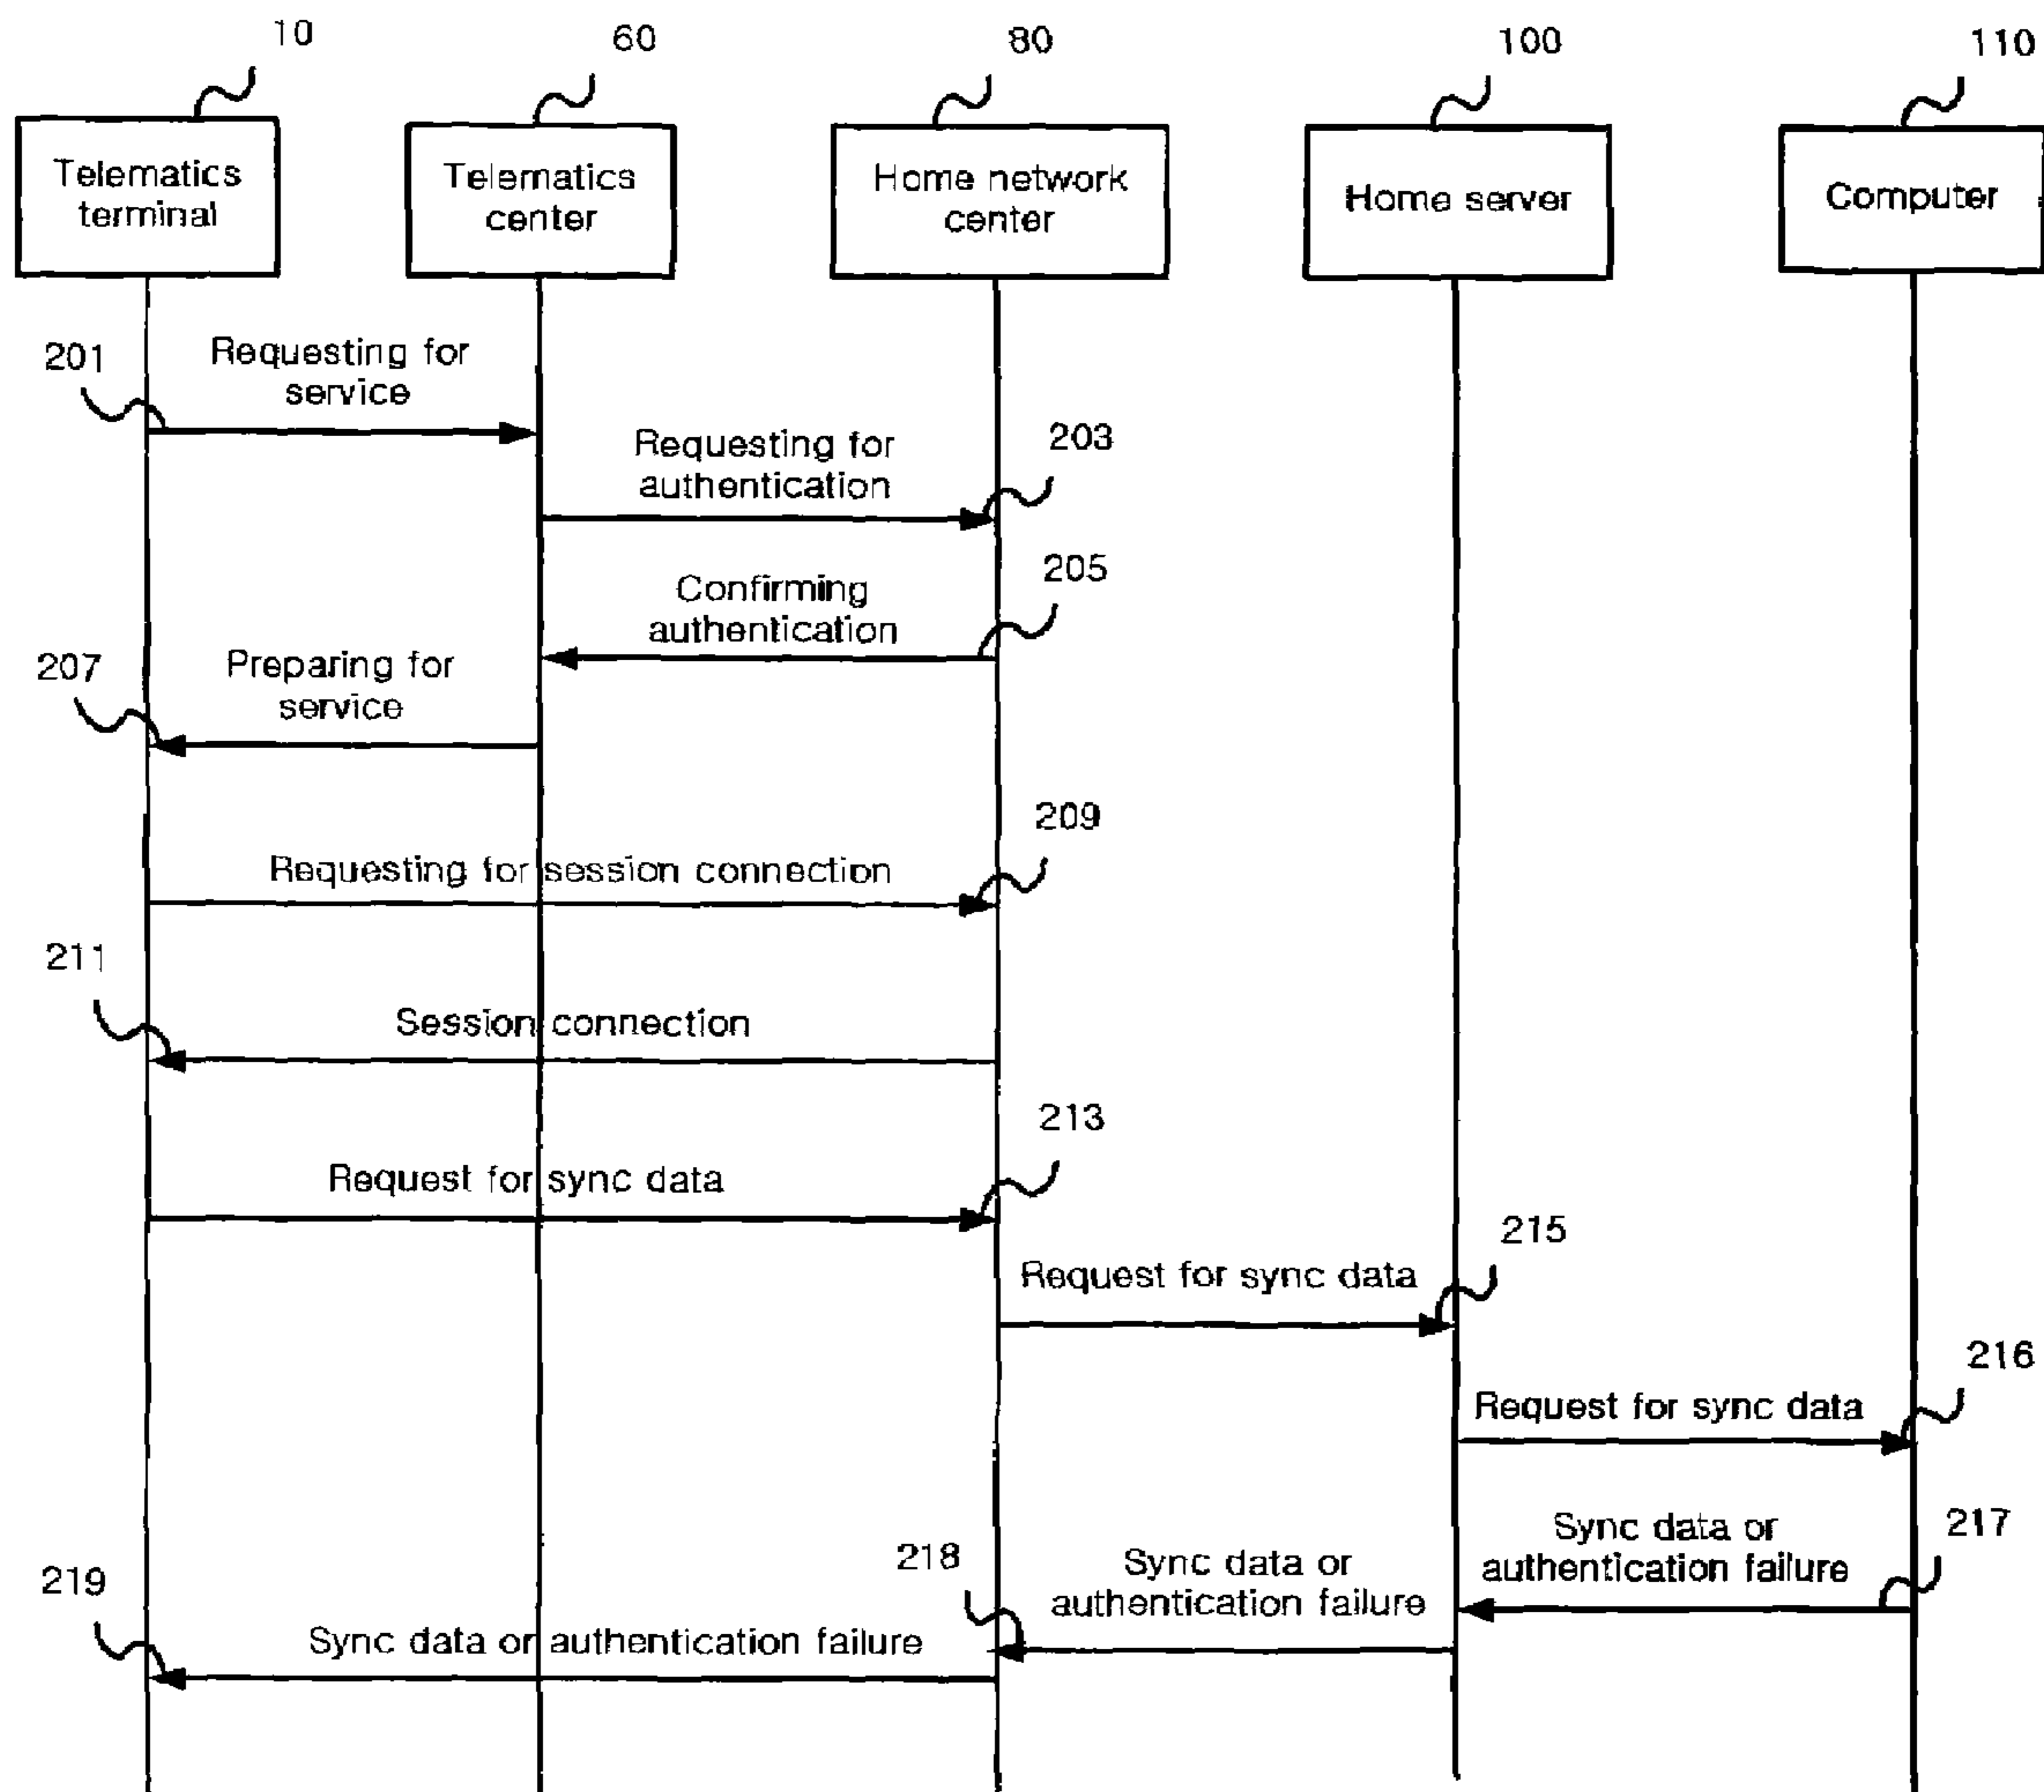 10
60
80
100
110
Telematics
terminal
Telematics
center
Home network
center
Home server
Computer
201
Requesting for
service
Requesting for
authentication
203
Confirming
authentication
205
207
Preparing for
service
209
Requesting for session connection
211
Session connection
213
Request for sync data
215
Request for sync data
216
Request for sync data
217
Sync data or
authentication failure
218
Sync data or
authentication failure
219
Sync data or authentication failure